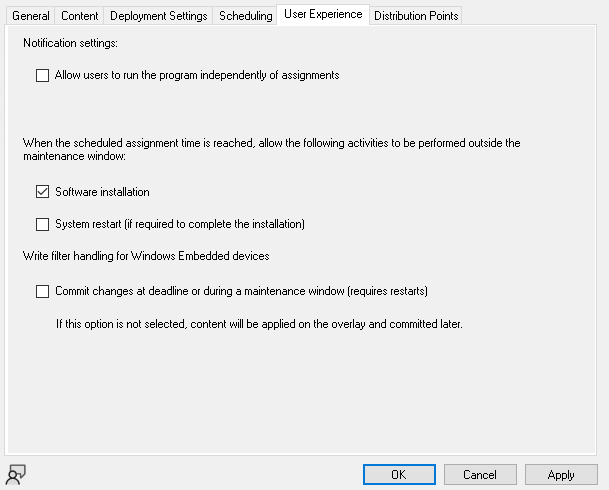 General Content Deployment Settings Scheduling User Experience Distribution Points
Notification settings:
Allow users to run the program independently of assignments
When the scheduled assignment time is reached, allow the following activities to be performed outside the
maintenance window:
Software installation
System restart (if required to complete the installation)
Write filter handling for Windows Embedded devices
Commit changes at deadline or during a maintenance window (requires restarts)
If this option is not selected, content will be applied on the overlay and committed later.
OK Cancel Apply